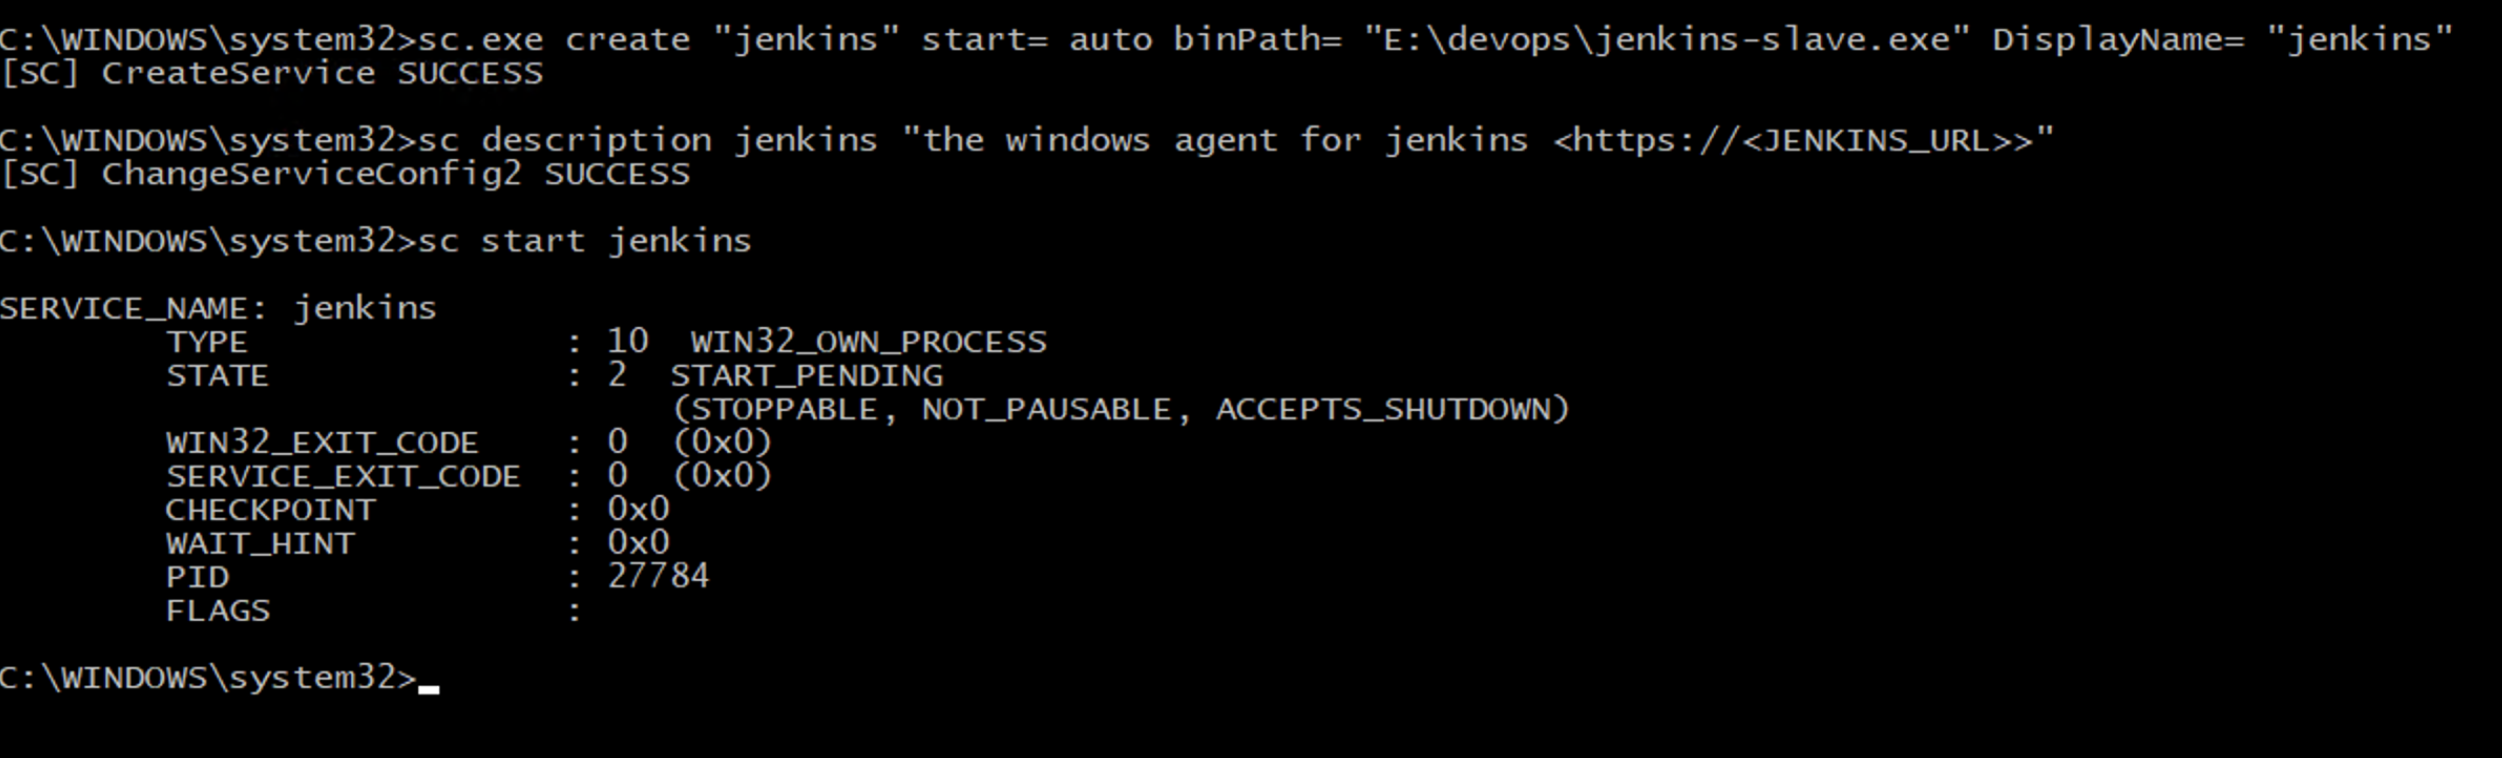 C:\WINDOWS\system32>sc.exe create "jenkins" start= auto binPath= "E:\devops\jenkins-slave.exe" DisplayName= "jenkins"
[SC] CreateService SUCCESS
C:\WINDOWS\system32>sc description jenkins "the windows agent for jenkins <https://<JENKINS_URL>>"
[SC] ChangeServiceConfig2 SUCCESS
C:\WINDOWS\system32>sc start jenkins
SERVICE_NAME: jenkins
TYPE : 10 WIN32_OWN_PROCESS
STATE : 2 START_PENDING
(STOPPABLE, NOT_PAUSABLE, ACCEPTS_SHUTDOWN)
WIN32_EXIT_CODE : 0 (0x0)
SERVICE_EXIT_CODE : 0 (0x0)
CHECKPOINT : 0x0
WAIT_HINT : 0x0
PID : 27784
FLAGS :
C:\WINDOWS\system32>